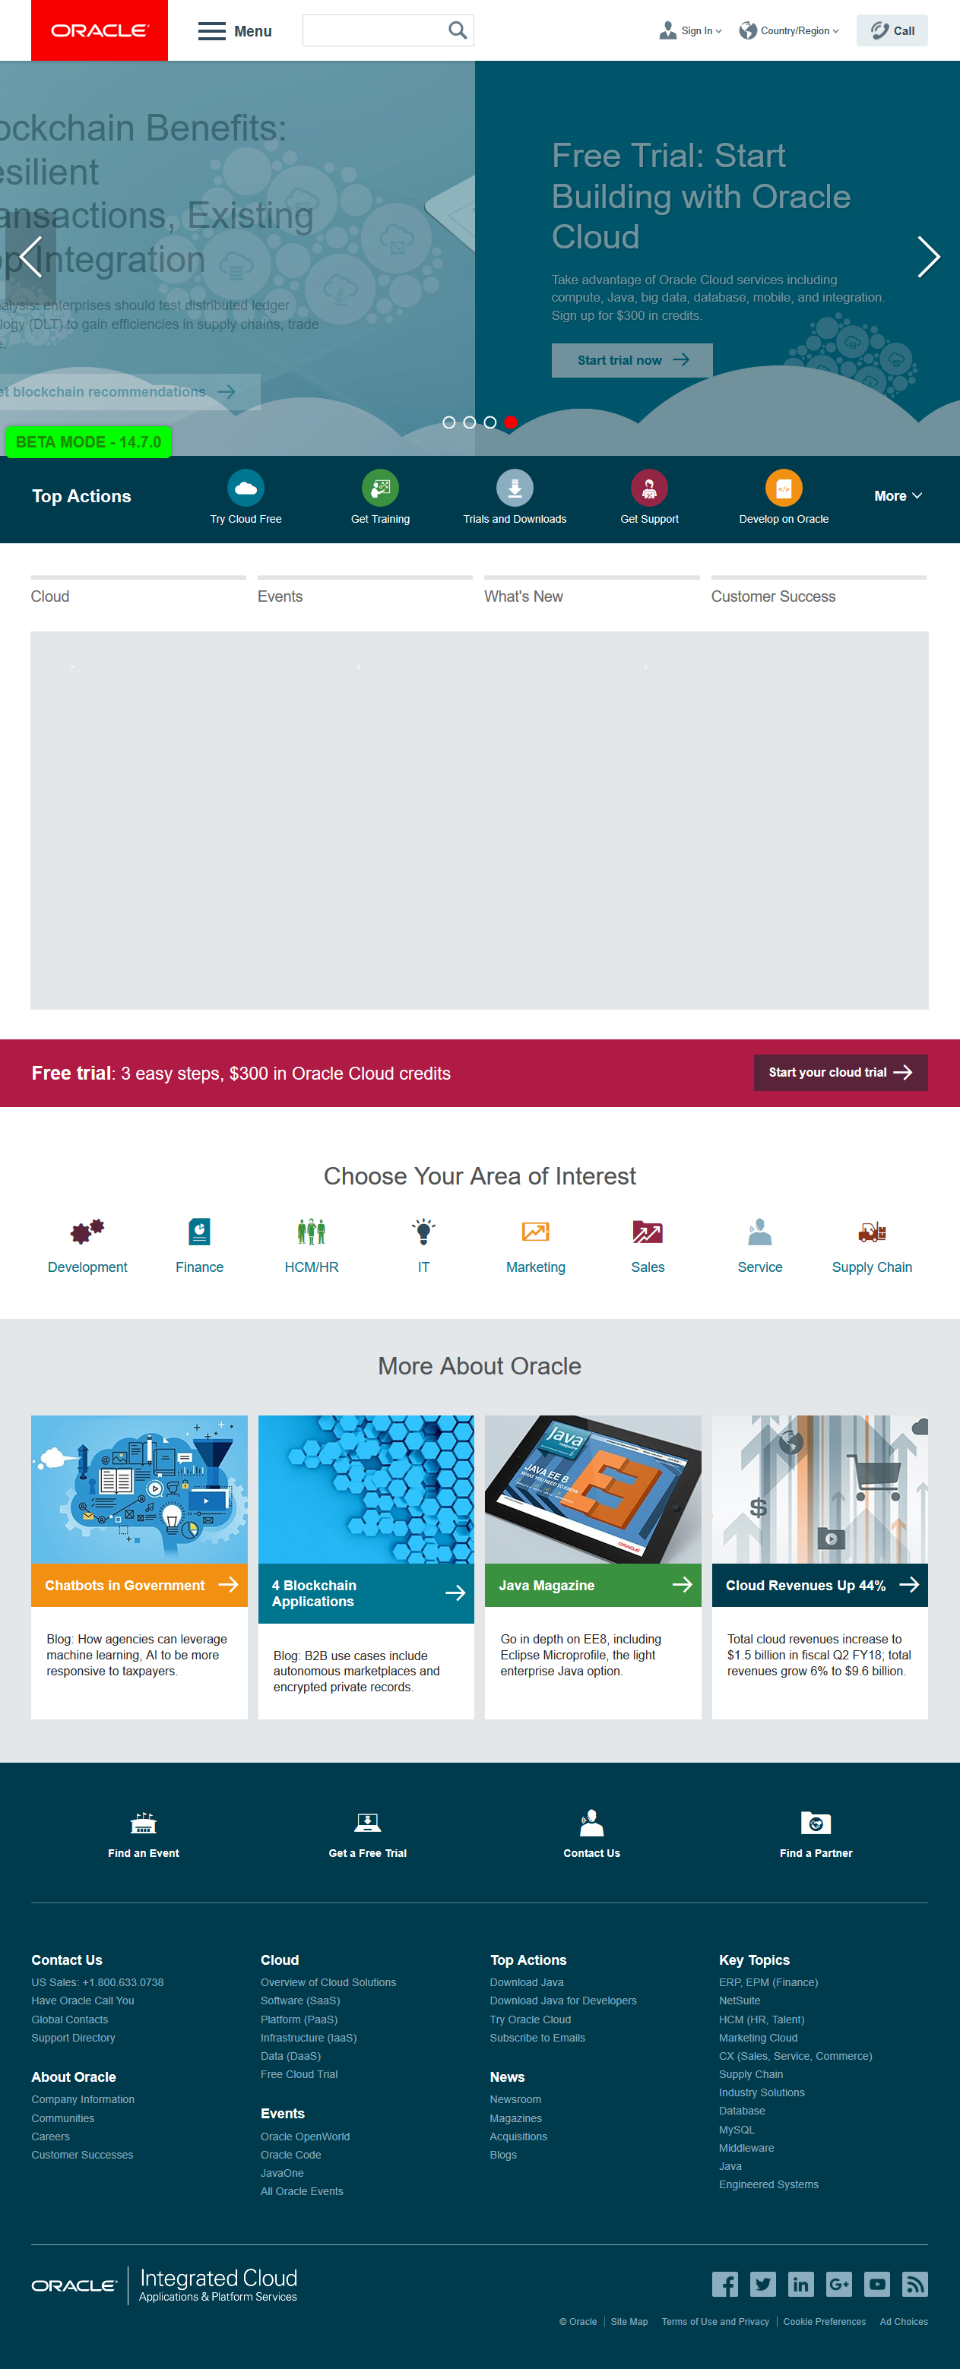 ORACLE
Menu
Sign In
Country/Region
Call
ockchain Benefits:
esilient
ansactions, Existing
pp Integration
alysis: enterprises should test distributed ledger
logy (DLT) to gain efficiencies in supply chains, trade
e.
et blockchain recommendations
Free Trial: Start
Building with Oracle
Cloud
Take advantage of Oracle Cloud services including
compute, Java, big data, database, mobile, and integration.
Sign up for $300 in credits.
Start trial now
BETA MODE - 14.7.0
Top Actions
Try Cloud Free
Get Training
Trials and Downloads
Get Support
Develop on Oracle
More
Cloud
Events
What's New
Customer Success
Free trial: 3 easy steps, $300 in Oracle Cloud credits
Start your cloud trial
Choose Your Area of Interest
Development
Finance
HCM/HR
IT
Marketing
Sales
Service
Supply Chain
More About Oracle
Java
JAVA EE 8
WHAT YOU NEED TO KNOW
ORACLE
$
Chatbots in Government
4 Blockchain
Applications
Java Magazine
Cloud Revenues Up 44%
Blog: How agencies can leverage
machine learning, AI to be more
responsive to taxpayers.
Blog: B2B use cases include
autonomous marketplaces and
encrypted private records.
Go in depth on EE8, including
Eclipse Microprofile, the light
enterprise Java option.
Total cloud revenues increase to
$1.5 billion in fiscal Q2 FY18; total
revenues grow 6% to $9.6 billion.
Find an Event
Get a Free Trial
Contact Us
Find a Partner
Contact Us
US Sales: +1.800.633.0738
Have Oracle Call You
Global Contacts
Support Directory
About Oracle
Company Information
Communities
Careers
Customer Successes
Cloud
Overview of Cloud Solutions
Software (SaaS)
Platform (PaaS)
Infrastructure (IaaS)
Data (DaaS)
Free Cloud Trial
Events
Oracle OpenWorld
Oracle Code
JavaOne
All Oracle Events
Top Actions
Download Java
Download Java for Developers
Try Oracle Cloud
Subscribe to Emails
News
Newsroom
Magazines
Acquisitions
Blogs
Key Topics
ERP, EPM (Finance)
NetSuite
HCM (HR, Talent)
Marketing Cloud
CX (Sales, Service, Commerce)
Supply Chain
Industry Solutions
Database
MySQL
Middleware
Java
Engineered Systems
ORACLE
Integrated Cloud
Applications & Platform Services
© Oracle
Site Map
Terms of Use and Privacy
Cookie Preferences
Ad Choices